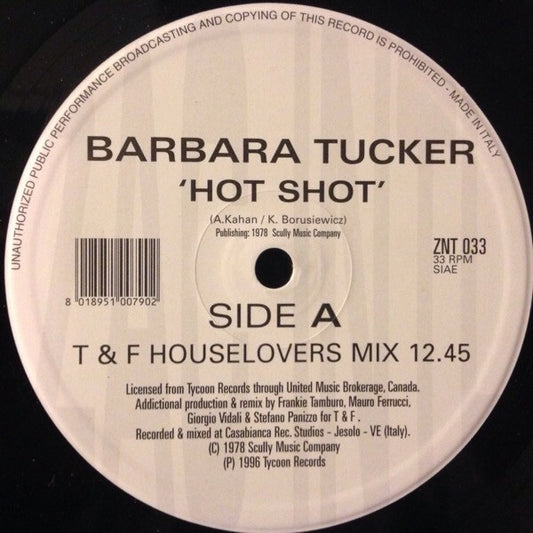 UNAUTHORIZED PUBLIC PERFORMANCE BROADCASTING AND COPYING OF THIS RECORD IS PROHIBITED - MADE IN ITALY
BARBARA TUCKER
'HOT SHOT'
(A.Kahan / K. Borusiewicz)
Publishing: 1978 Scully Music Company
8 018951 007902
ZNT 033
33 RPM
SIAE
SIDE A
T & F HOUSELOVERS MIX 12.45
Licensed from Tycoon Records through United Music Brokerage, Canada.
Addictional production & remix by Frankie Tamburo, Mauro Ferrucci,
Giorgio Vidali & Stefano Panizzo for T & F .
Recorded & mixed at Casabianca Rec. Studios - Jesolo - VE (Italy).
(C) 1978 Scully Music Company
(P) 1996 Tycoon Records